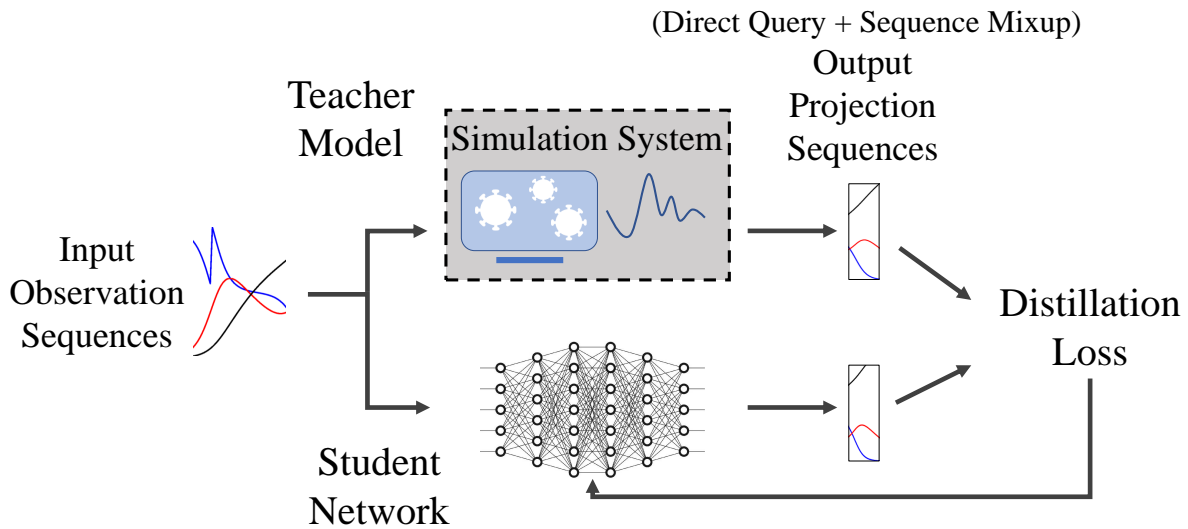 (Direct Query + Sequence Mixup)
Output
Projection
Sequences
Teacher
Model
Simulation System
Input
Observation
Sequences
Distillation
Loss
Student
Network